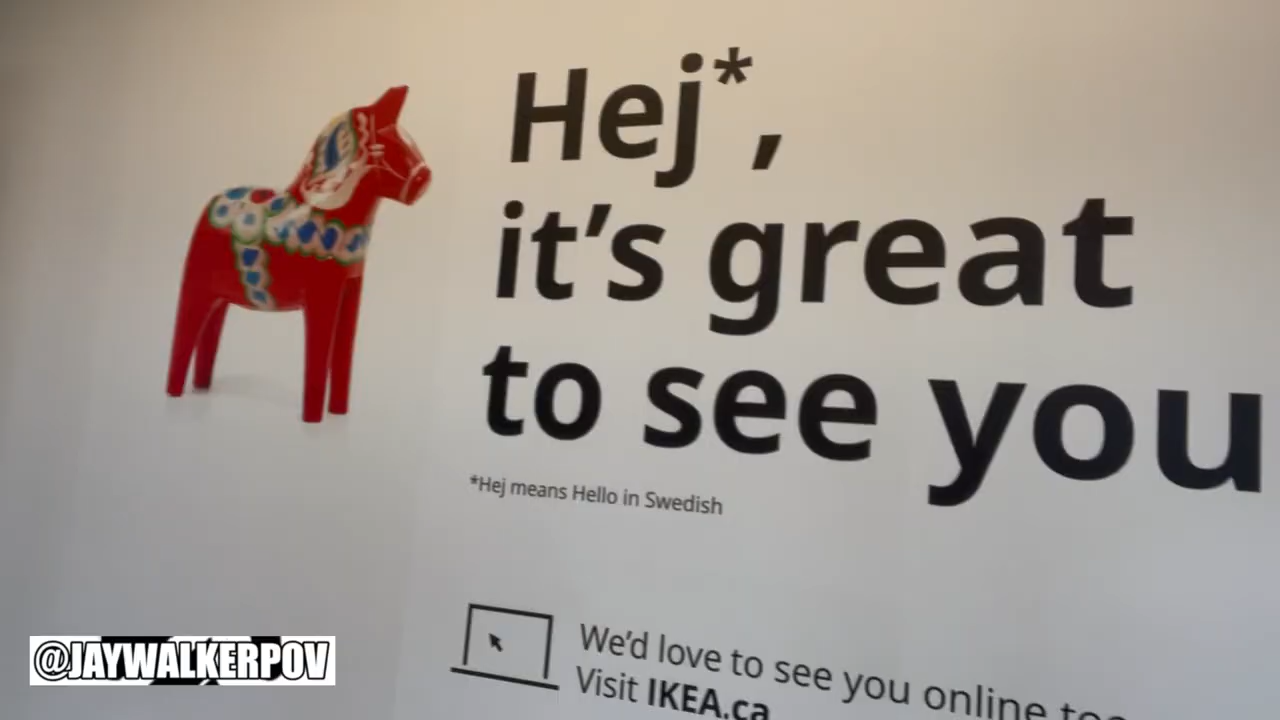 Hej*,
it's great
to see you
*Hej means Hello in Swedish
We'd love to see you online too
Visit IKEA.ca
@JAYWALKERPOV